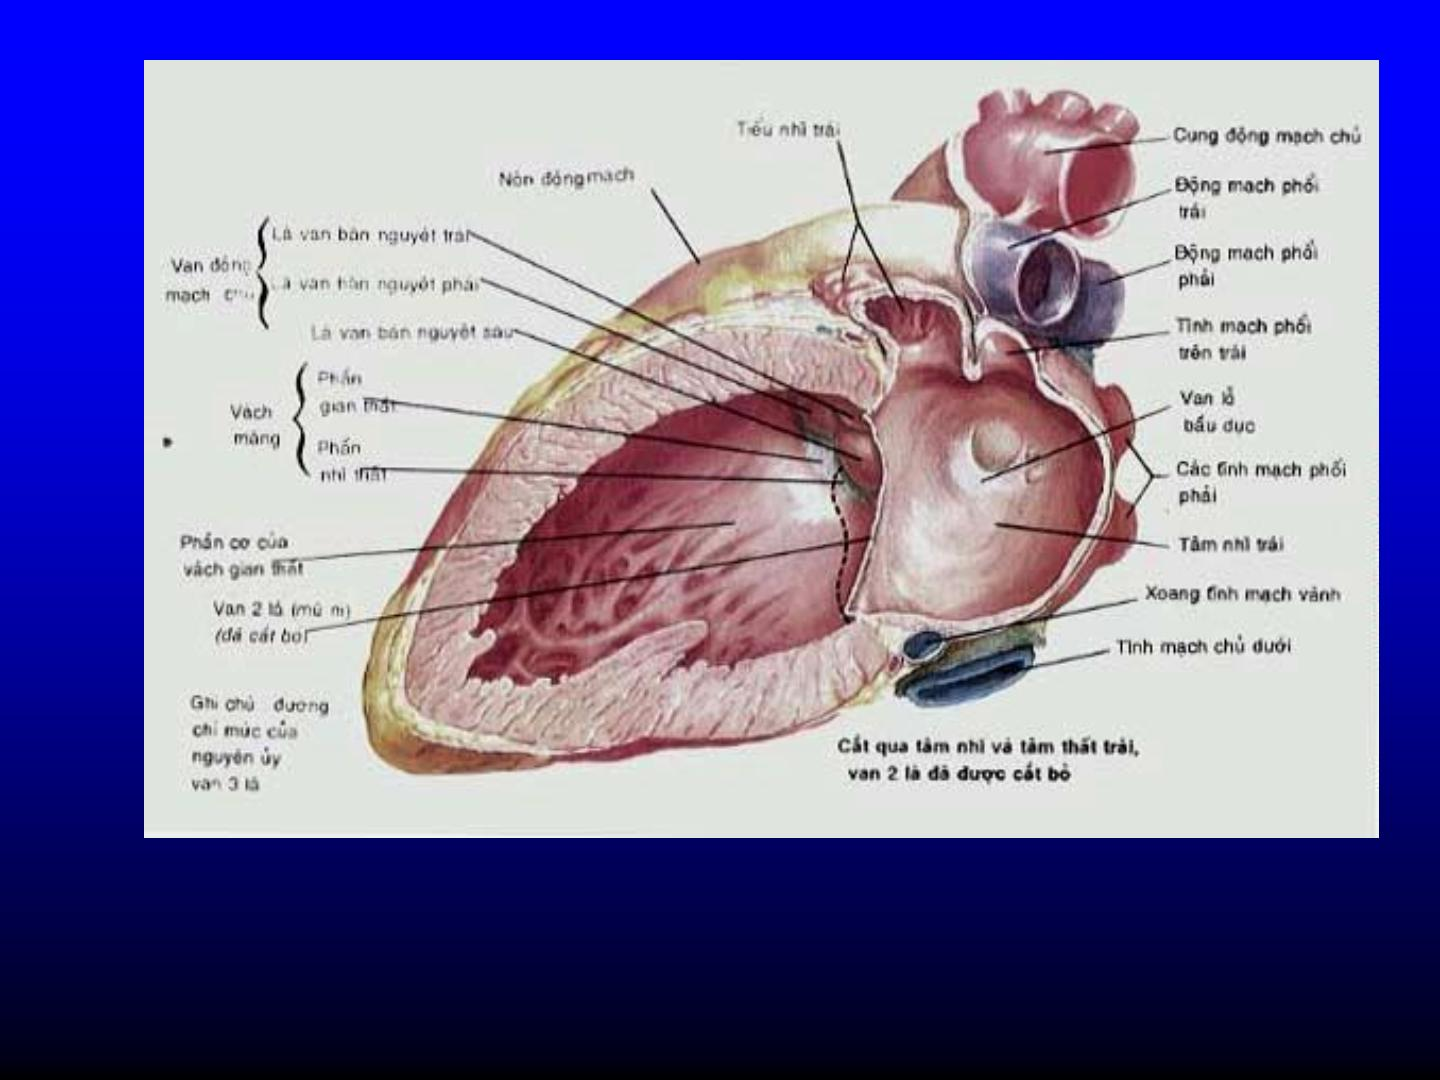 Tiểu nhĩ trái
Nón động mạch
Lá van bán nguyệt trái
Van động
mạch
Lá van bán nguyệt phải
Lá van bán nguyệt sau
Phần
gian thất
Vách
màng
Phần
nhĩ thất
Phần cơ của
vách gian thất
Van 2 lá (mũ ni)
(đã cắt bỏ)
Ghi chú đường
chỉ mức của
nguyên ủy
van 3 lá
Cung động mạch chủ
Động mạch phổi
trái
Động mạch phổi
phải
Tĩnh mạch phổi
trên trái
Van lỗ
bầu dục
Các tĩnh mạch phổi
phải
Tâm nhĩ trái
Xoang tĩnh mạch vành
Tĩnh mạch chủ dưới
Cắt qua tâm nhĩ và tâm thất trái,
van 2 lá đã được cắt bỏ